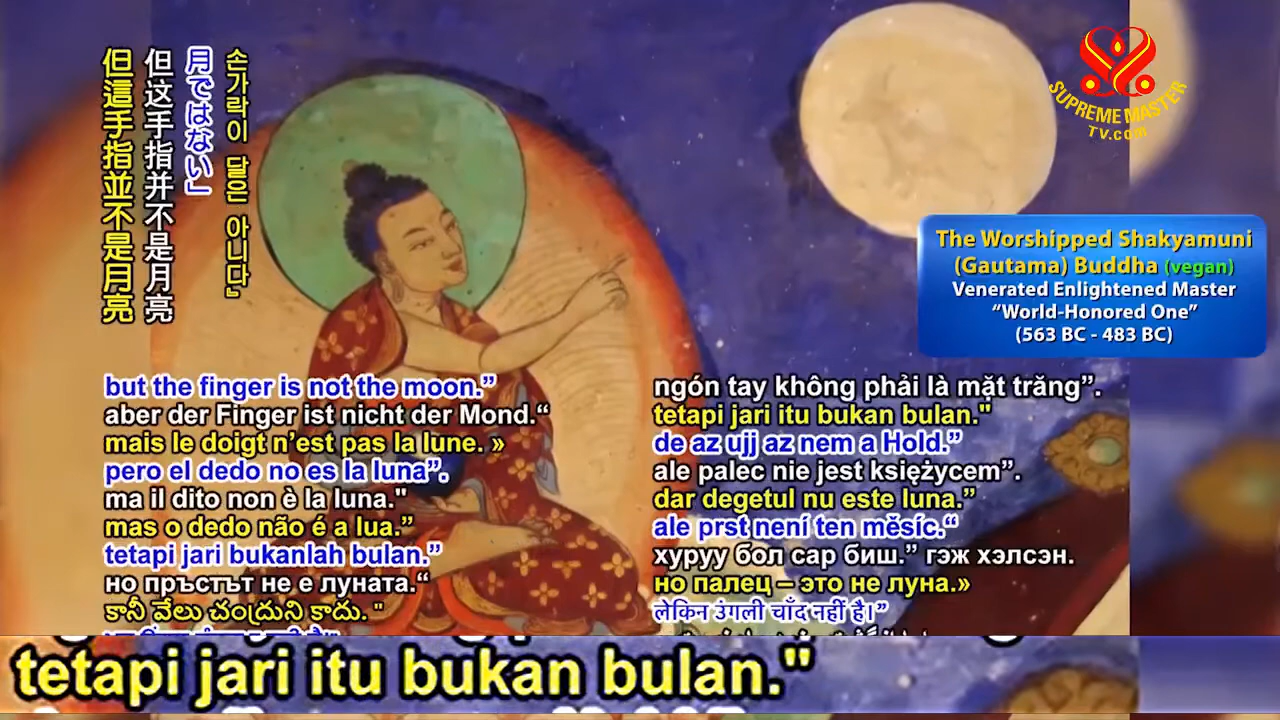 손가락이 달은 아니다』
月ではない」
但这手指并不是月亮
但這手指並不是月亮
SUPREME MASTER
TV.com
The Worshipped Shakyamuni
(Gautama) Buddha (vegan)
Venerated Enlightened Master
“World-Honored One”
(563 BC - 483 BC)
but the finger is not the moon.”
aber der Finger ist nicht der Mond.“
mais le doigt n’est pas la lune. »
pero el dedo no es la luna”.
ma il dito non è la luna."
mas o dedo não é a lua.”
tetapi jari bukanlah bulan.”
но пръстът не е луната.“
కానీ వేలు చంద్రుని కాదు. "
ngón tay không phải là mặt trăng”.
tetapi jari itu bukan bulan."
de az ujj az nem a Hold.”
ale palec nie jest księżycem”.
dar degetul nu este luna.”
ale prst není ten měsíc.“
хуруу бол сар биш.” гэж хэлсэн.
но палец – это не луна.»
लेकिन उंगली चाँद नहीं है।”
tetapi jari itu bukan bulan."